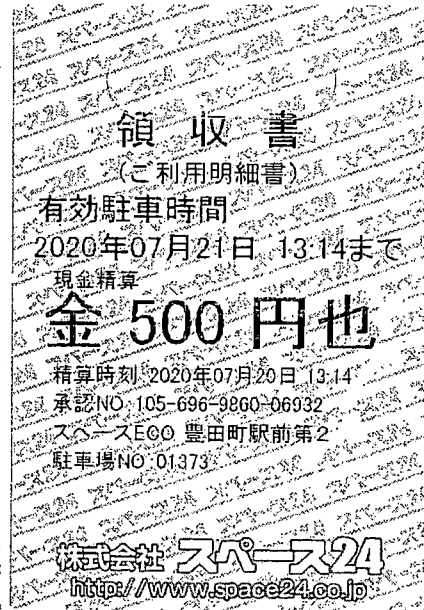 領収書
(ご利用明細書)
有効駐車時間
2020年07月21日 13:14まで
現金精算
金 500 円也
精算時刻 2020年07月20日 13:14
承認NO 105-696-9860-06932
スペースECO 豊田町駅前第2
駐車場NO 01373
株式会社 スペース24
http://www.space24.co.jp